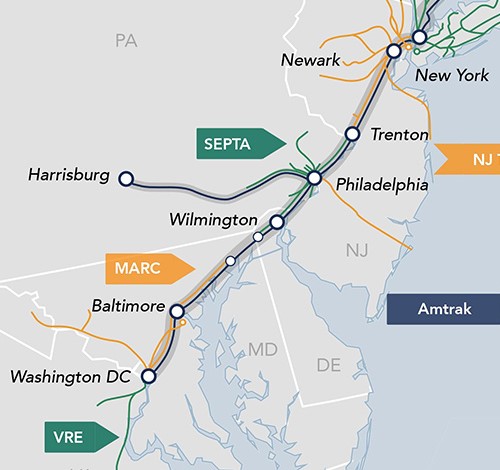 PA
Newark
New York
SEPTA
Trenton
NJ T
Harrisburg
Philadelphia
Wilmington
NJ
MARC
Baltimore
Amtrak
MD
DE
Washington DC
VRE